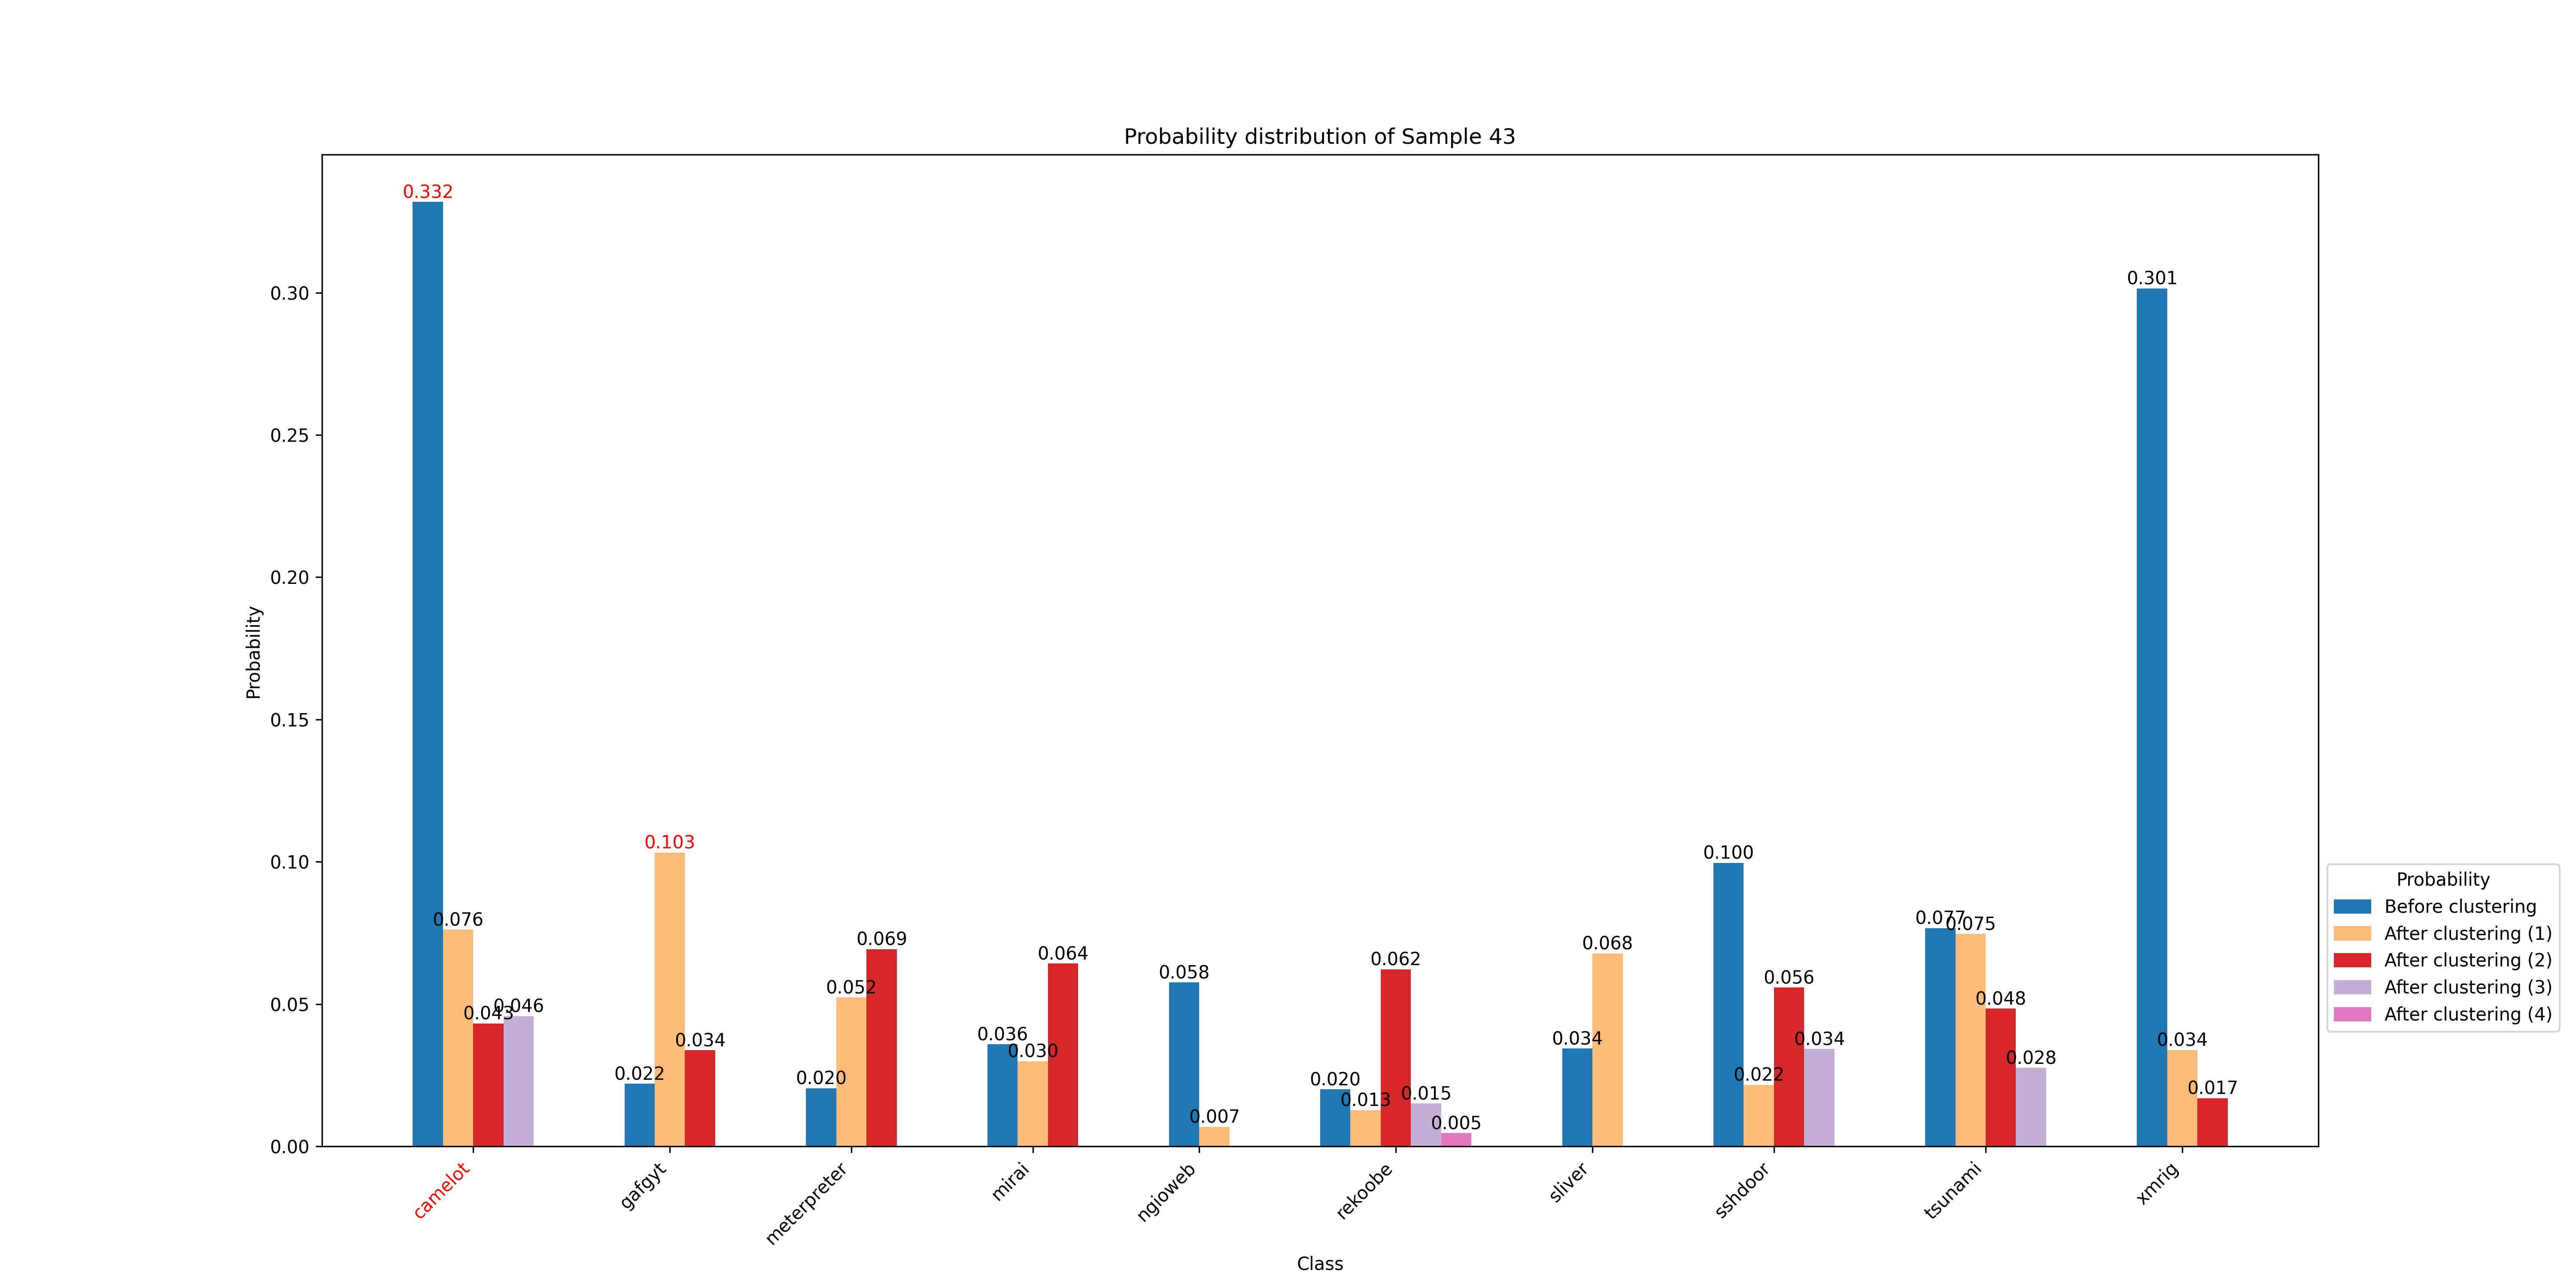 Probability distribution of Sample 43
0.332
0.076
0.043
0.046
0.022
0.103
0.034
0.020
0.052
0.069
0.036
0.030
0.064
0.058
0.007
0.020
0.013
0.062
0.015
0.005
0.034
0.068
0.100
0.022
0.056
0.034
0.077
0.075
0.048
0.028
0.301
0.034
0.017
0.30
0.25
0.20
0.15
0.10
0.05
0.00
Probability
camelot
gafgyt
meterpreter
mirai
ngioweb
rekoobe
sliver
sshdoor
tsunami
xmrig
Class
Probability
Before clustering
After clustering (1)
After clustering (2)
After clustering (3)
After clustering (4)